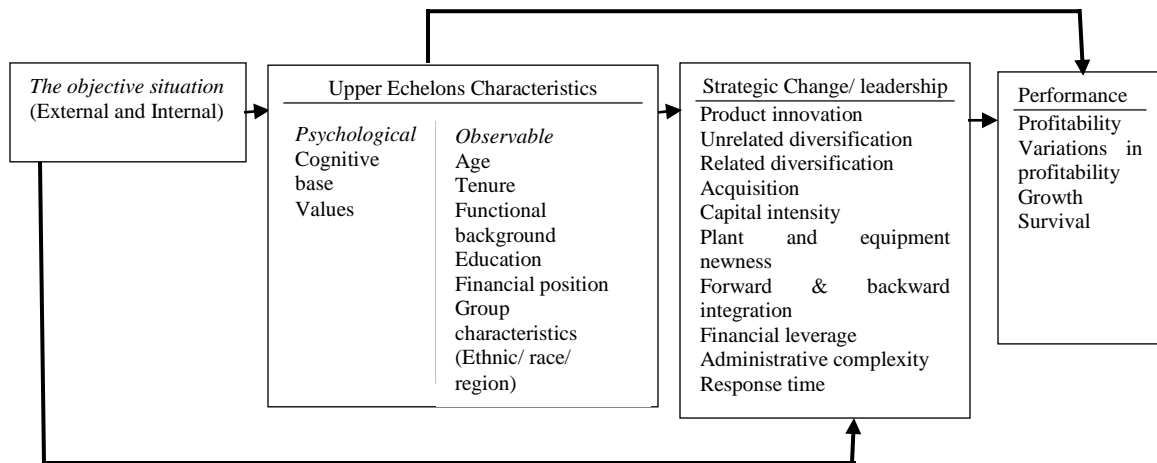 The objective situation
(External and Internal)
Upper Echelons Characteristics
Psychological
Cognitive
base
Values
Observable
Age
Tenure
Functional
background
Education
Financial position
Group
characteristics
(Ethnic/ race/
region)
Strategic Change/ leadership
Product innovation
Unrelated diversification
Related diversification
Acquisition
Capital intensity
Plant and equipment
newness
Forward & backward
integration
Financial leverage
Administrative complexity
Response time
Performance
Profitability
Variations in
profitability
Growth
Survival